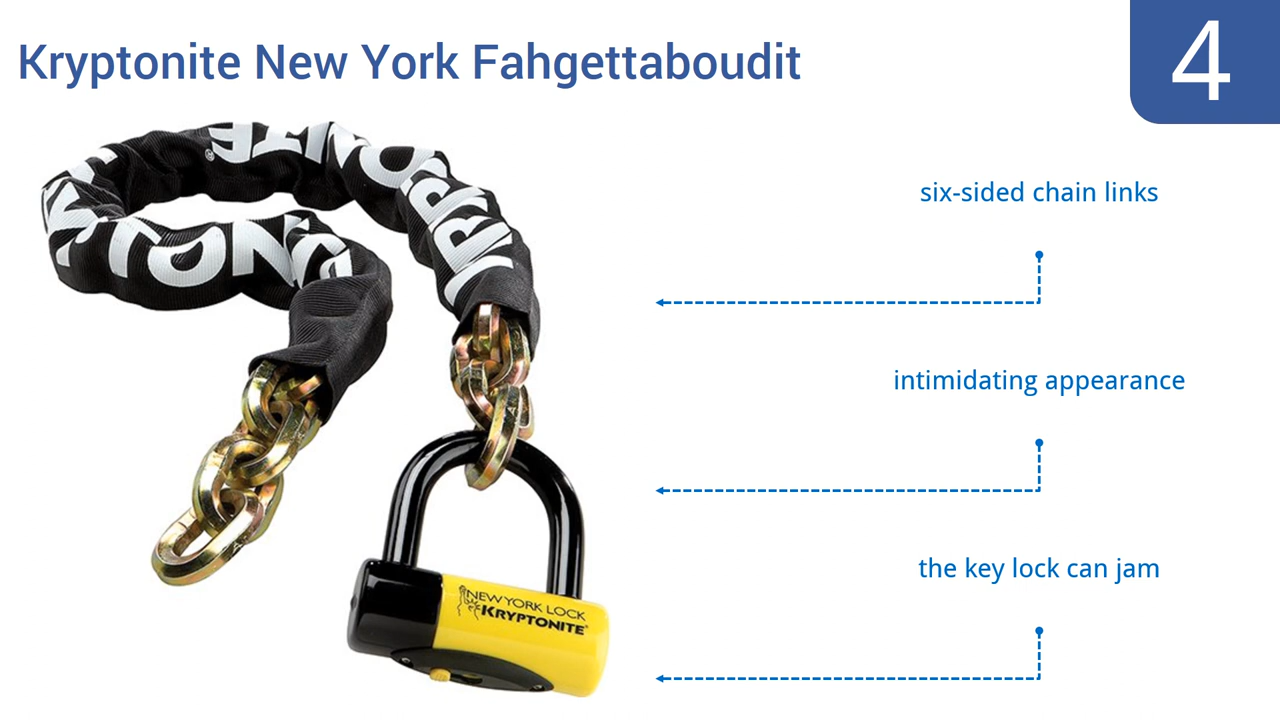 Kryptonite New York Fahgettaboudit
4
six-sided chain links
intimidating appearance
the key lock can jam
NEW YORK LOCK
KRYPTONITE